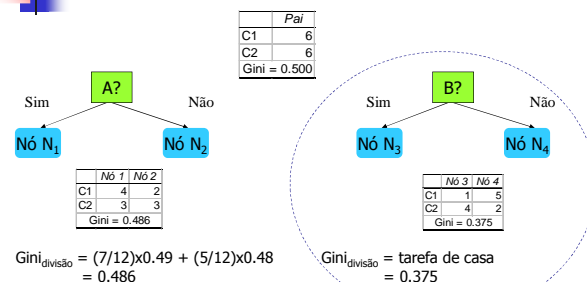 Pai
C1 6
C2 6
Gini = 0.500
A?
Sim Não
Nó N1 Nó N2
Nó 1 Nó 2
C1 4 2
C2 3 3
Gini = 0.486
Ginidivisão = (7/12)x0.49 + (5/12)x0.48
= 0.486
B?
Sim Não
Nó N3 Nó N4
Nó 3 Nó 4
C1 1 5
C2 4 2
Gini = 0.375
Ginidivisão = tarefa de casa
= 0.375